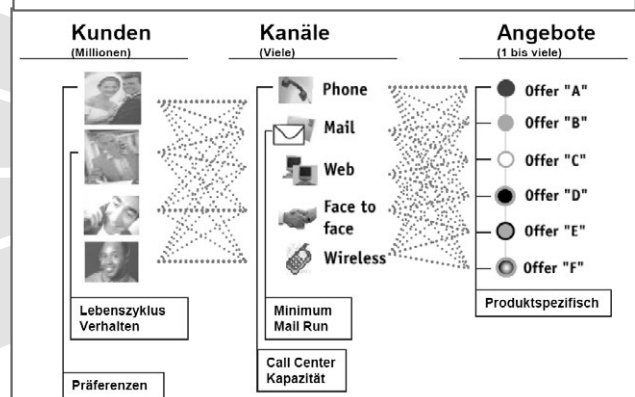 Kunden
(Millionen)
Kanäle
(Viele)
Angebote
(1 bis viele)
Phone
Mail
Web
Face to
face
Wireless
Offer "A"
Offer "B"
Offer "C"
Offer "D"
Offer "E"
Offer "F"
Lebenszyklus
Verhalten
Präferenzen
Minimum
Mail Run
Call Center
Kapazität
Produktspezifisch